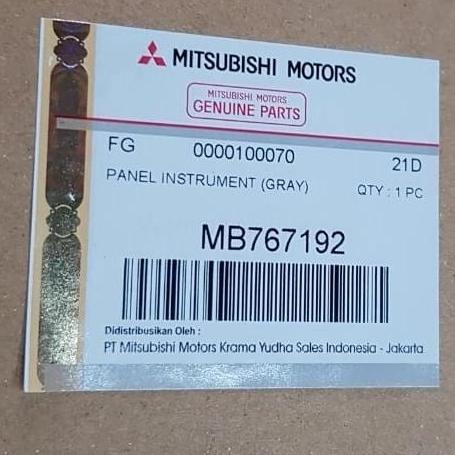 MITSUBISHI MOTORS
MITSUBISHI MOTORS
GENUINE PARTS
FG 0000100070 21D
PANEL INSTRUMENT (GRAY) QTY : 1 PC
MB767192
Didistribusikan Oleh :
PT Mitsubishi Motors Krama Yudha Sales Indonesia - Jakarta